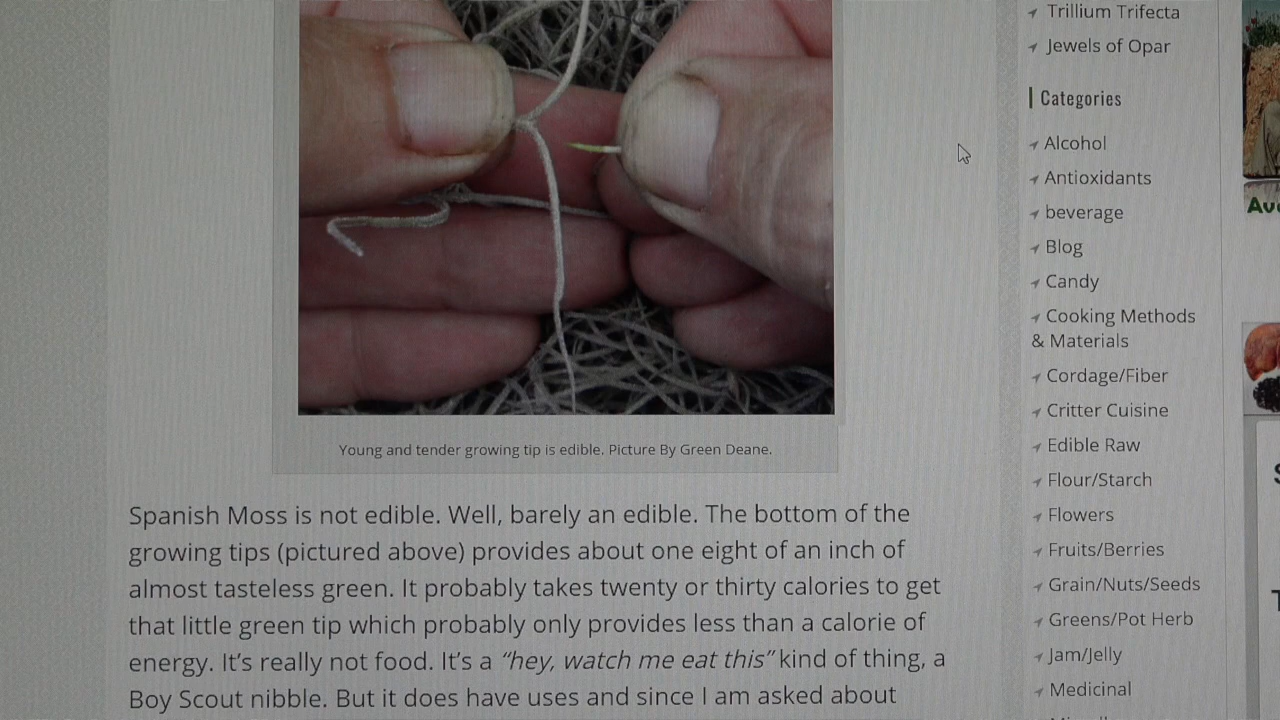 Trillium Trifecta
Jewels of Opar
Categories
Alcohol
Antioxidants
beverage
Blog
Candy
Cooking Methods
& Materials
Cordage/Fiber
Critter Cuisine
Edible Raw
Flour/Starch
Flowers
Fruits/Berries
Grain/Nuts/Seeds
Greens/Pot Herb
Jam/Jelly
Medicinal
Young and tender growing tip is edible. Picture By Green Deane.
Spanish Moss is not edible. Well, barely an edible. The bottom of the
growing tips (pictured above) provides about one eight of an inch of
almost tasteless green. It probably takes twenty or thirty calories to get
that little green tip which probably only provides less than a calorie of
energy. It’s really not food. It’s a “hey, watch me eat this” kind of thing, a
Boy Scout nibble. But it does have uses and since I am asked about